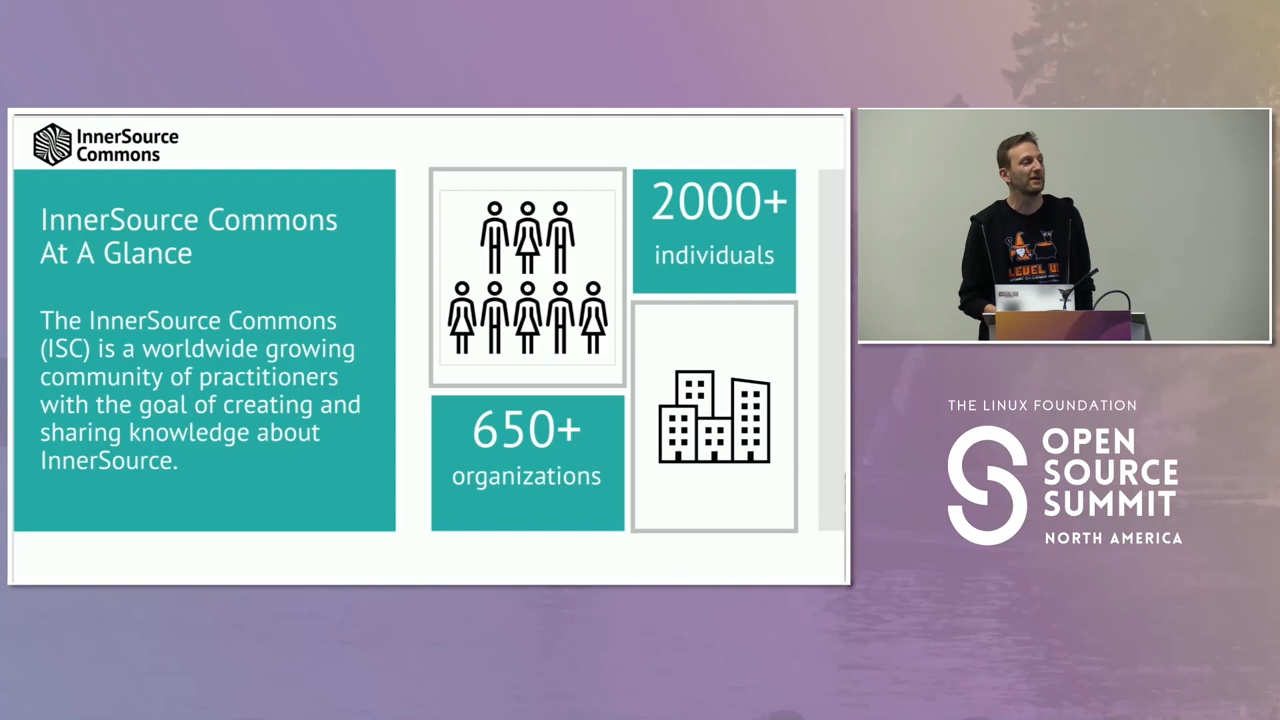 InnerSource
Commons
InnerSource Commons
At A Glance
The InnerSource Commons
(ISC) is a worldwide growing
community of practitioners
with the goal of creating and
sharing knowledge about
InnerSource.
2000+
individuals
650+
organizations
LEVEL UP
THE LINUX FOUNDATION
OPEN
SOURCE
SUMMIT
NORTH AMERICA